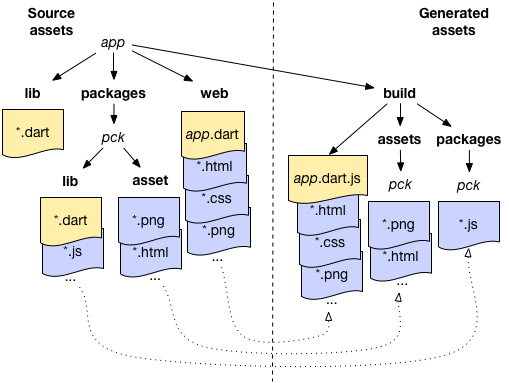 Source
assets
Generated
assets
app
lib
packages
web
build
*.dart
pck
app.dart
*.html
*.css
*.png
...
lib
asset
*.dart
*.js
...
*.png
*.html
...
assets
packages
app.dart.js
*.html
*.css
*.png
...
pck
*.png
*.html
...
pck
*.js